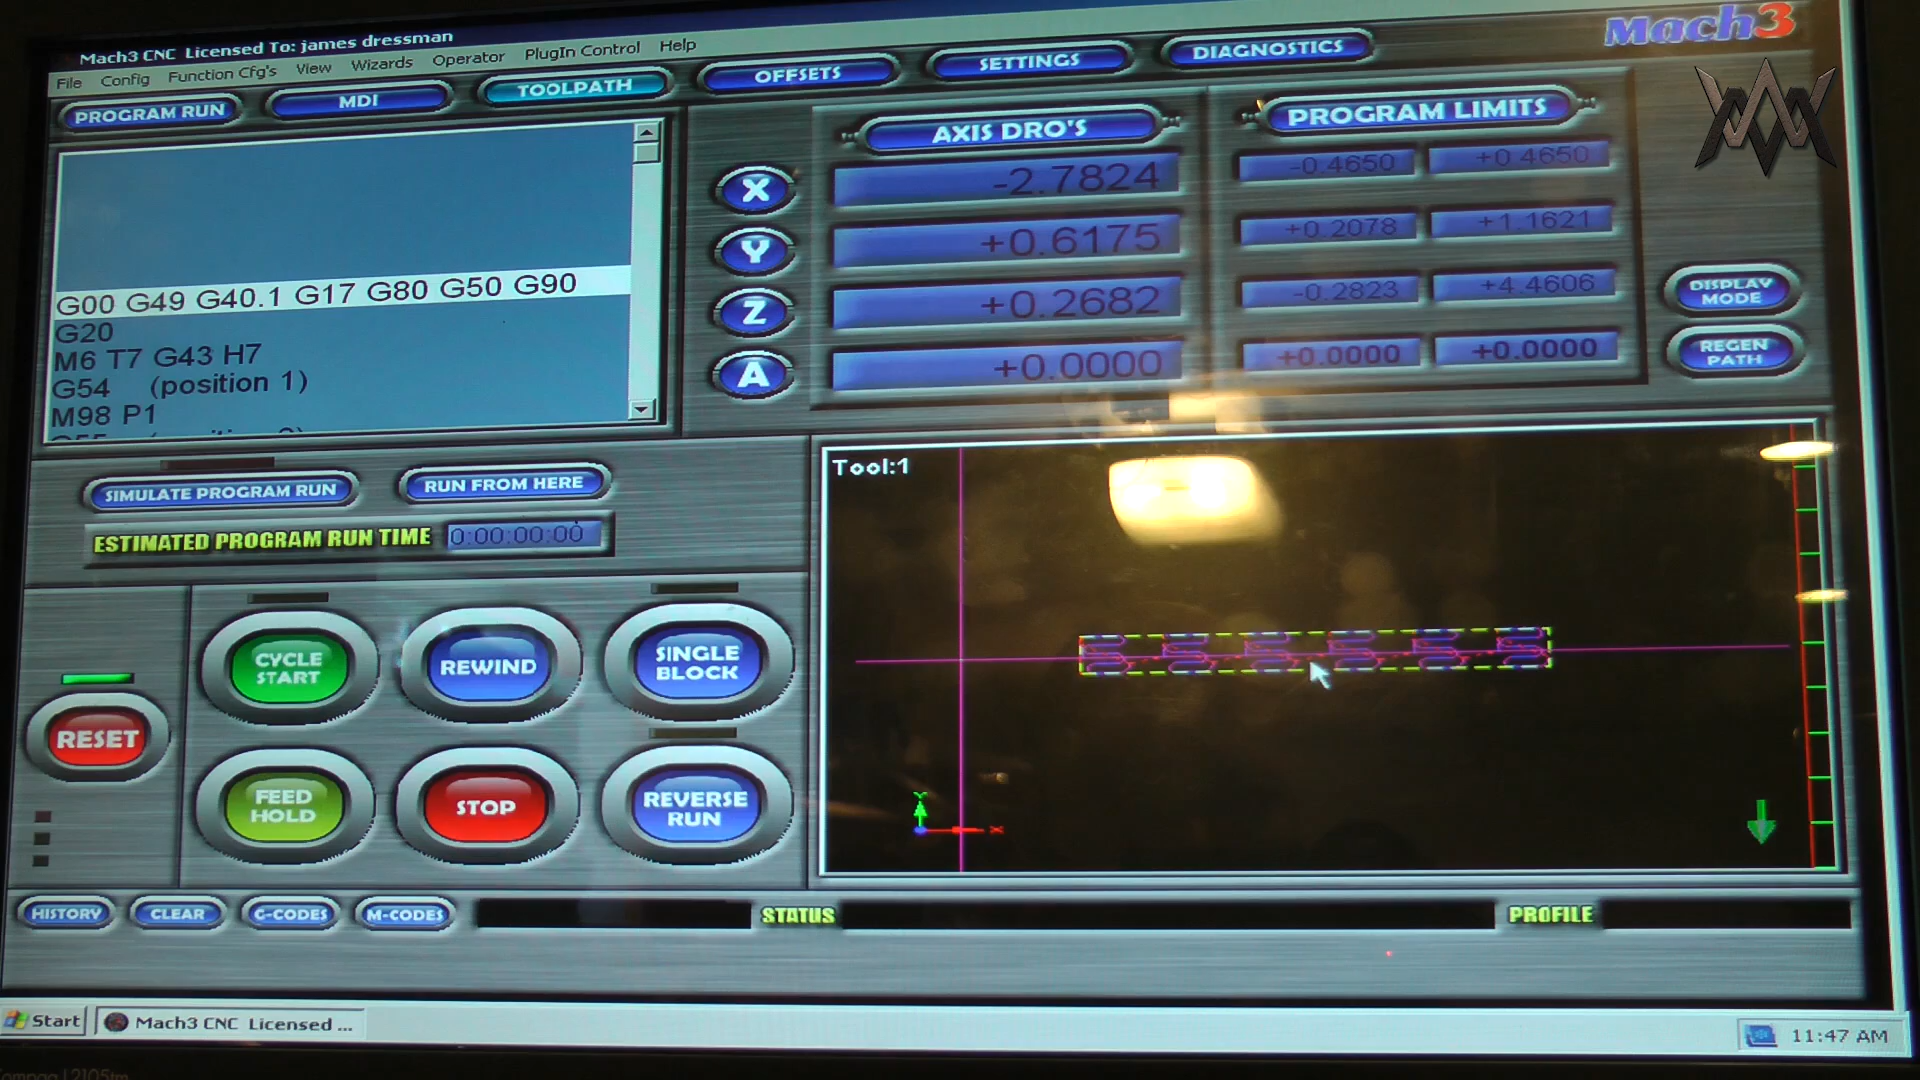 Mach3 CNC Licensed To: james dressman
Mach3
File Config Function Cfg's View Wizards Operator PlugIn Control Help
PROGRAM RUN MDI TOOLPATH OFFSETS SETTINGS DIAGNOSTICS
G00 G49 G40.1 G17 G80 G50 G90
G20
M6 T7 G43 H7
G54 (position 1)
M98 P1
AXIS DRO'S
X -2.7824
Y +0.6175
Z +0.2682
A +0.0000
PROGRAM LIMITS
-0.4650 +0.4650
+0.2078 +1.1621
-0.2823 +4.4606
+0.0000 +0.0000
DISPLAY
MODE
REGEN
PATH
SIMULATE PROGRAM RUN RUN FROM HERE
ESTIMATED PROGRAM RUN TIME 0:00:00:00
Tool:1
Y
X
CYCLE
START
REWIND
SINGLE
BLOCK
RESET
FEED
HOLD
STOP
REVERSE
RUN
HISTORY CLEAR G-CODES M-CODES STATUS PROFILE
Start Mach3 CNC Licensed ... 11:47 AM